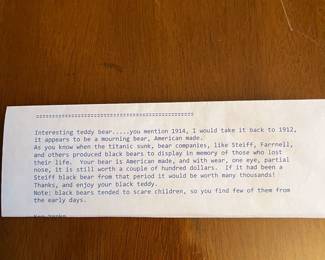 ==================================================
Interesting teddy bear.....you mention 1914, I would take it back to 1912,
it appears to be a mourning bear, American made.
As you know when the titanic sunk, bear companies, like Steiff, Farrnell,
and others produced black bears to display in memory of those who lost
their life.  Your bear is American made, and with wear, one eye, partial
nose, it is still worth a couple of hundred dollars.  If it had been a
Steiff black bear from that period it would be worth many thousands!
Thanks, and enjoy your black teddy.
Note: black bears tended to scare children, so you find few of them from
the early days.